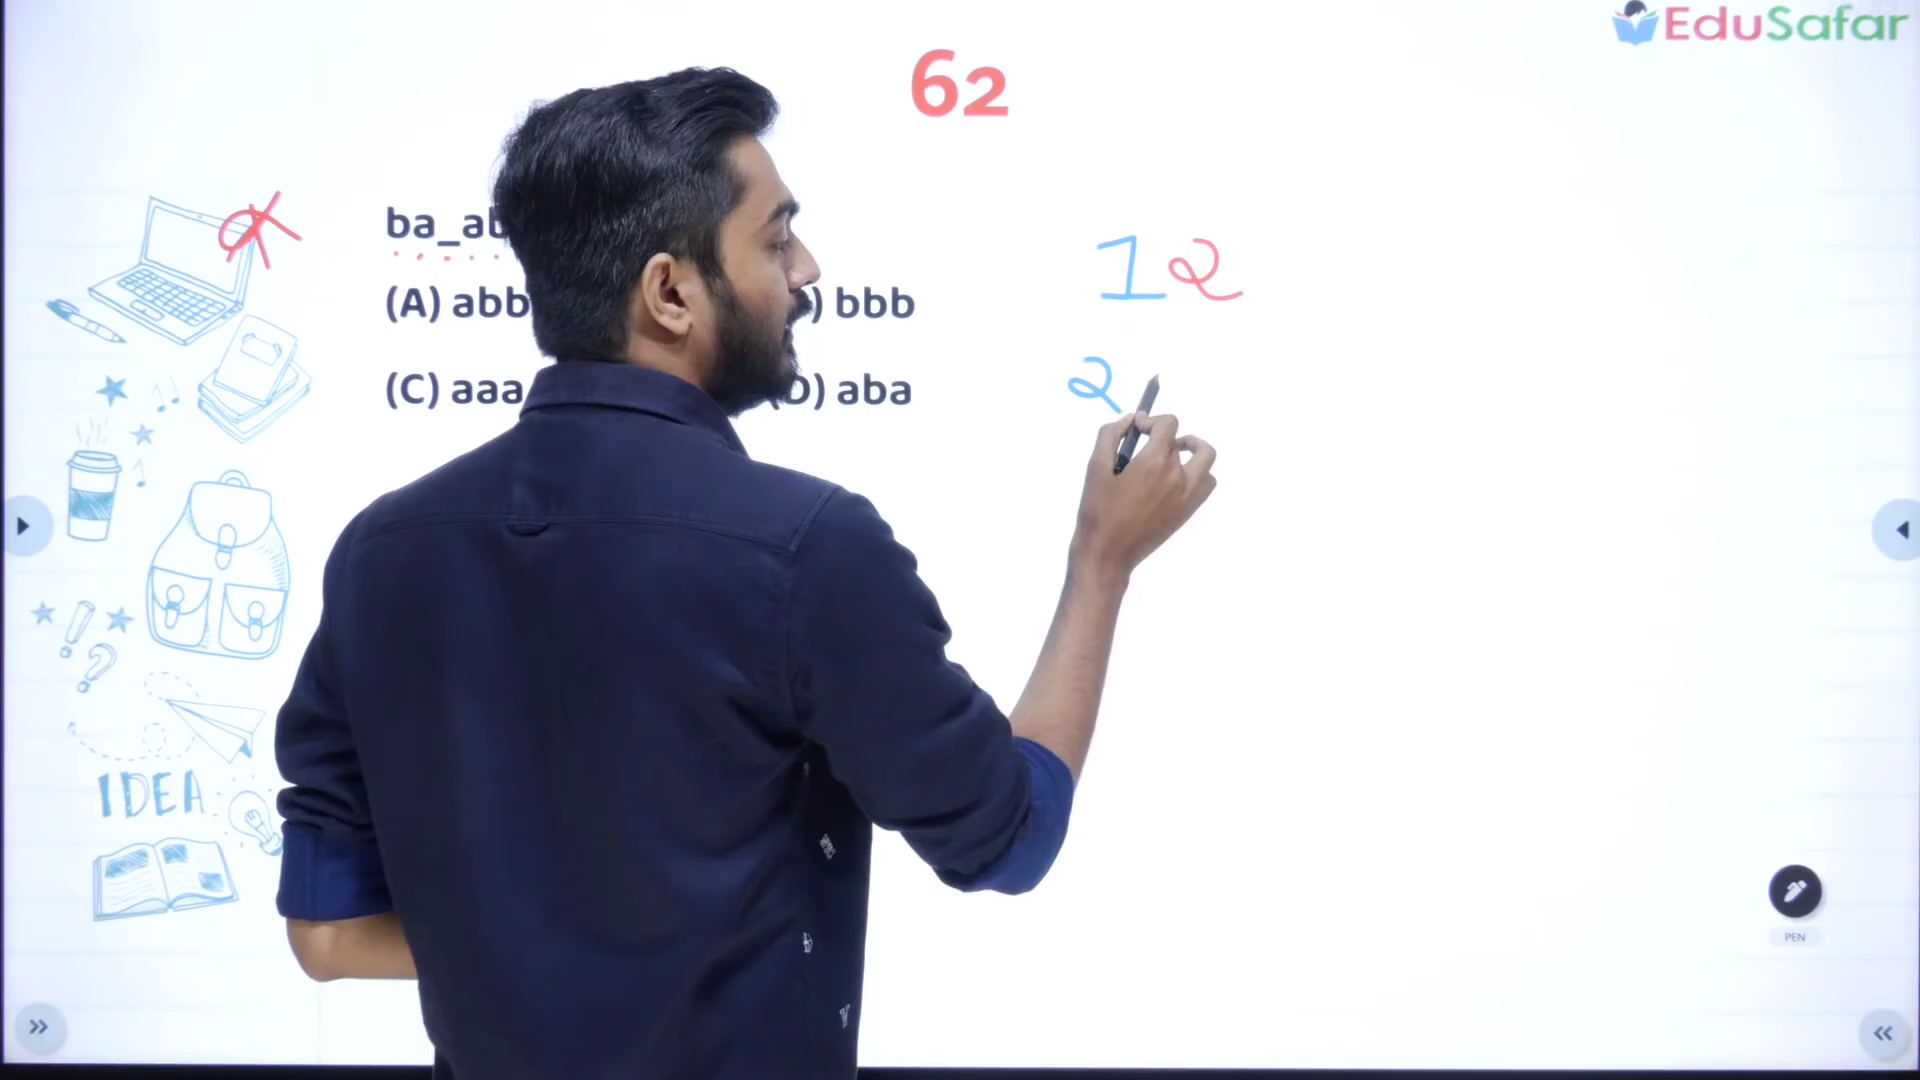 EduSafar
62
ba_ab
12
(A) abb ) bbb
2
(C) aaa D) aba
IDEA
PEN